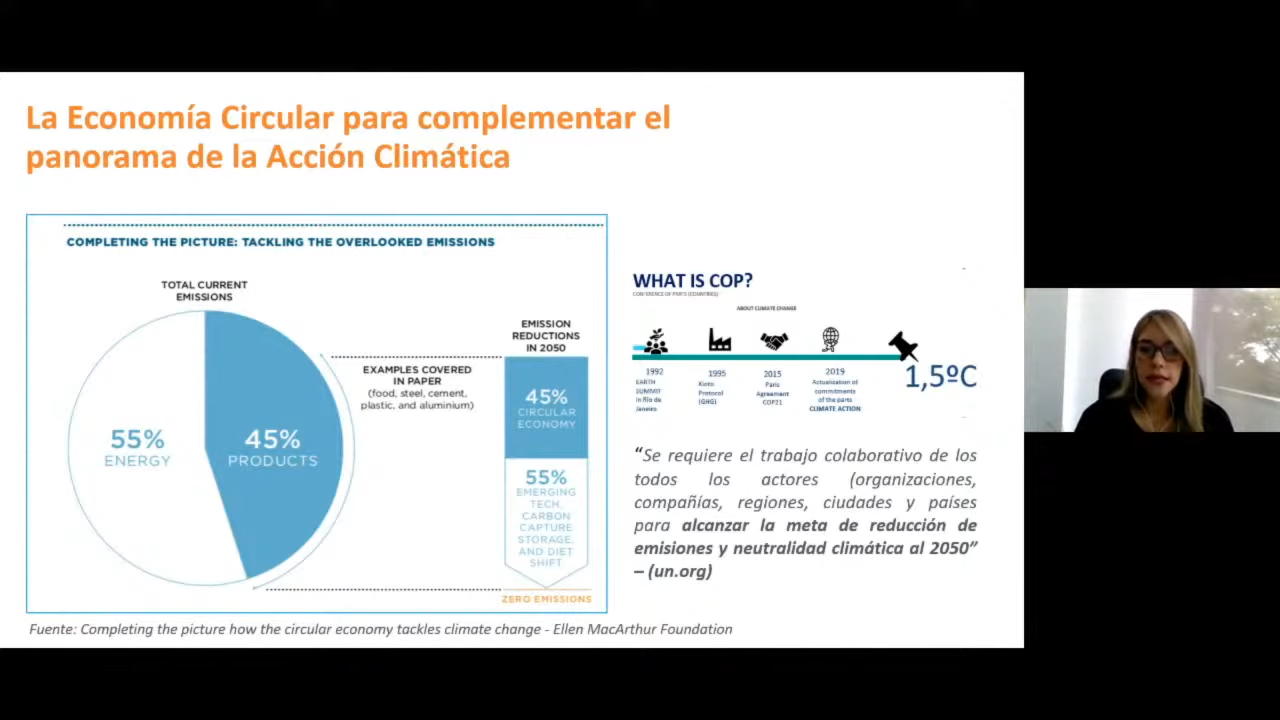 La Economía Circular para complementar el
panorama de la Acción Climática
COMPLETING THE PICTURE: TACKLING THE OVERLOOKED EMISSIONS
TOTAL CURRENT
EMISSIONS
55%
ENERGY
45%
PRODUCTS
EXAMPLES COVERED
IN PAPER
(food, steel, cement,
plastic, and aluminium)
EMISSION
REDUCTIONS
IN 2050
45%
CIRCULAR
ECONOMY
55%
EMERGING
TECH,
CARBON
CAPTURE
STORAGE,
AND DIET
SHIFT
ZERO EMISSIONS
WHAT IS COP?
CONFERENCE OF PARTS (COUNTRIES)
ABOUT CLIMATE CHANGE
1992
EARTH
SUMMIT
in Río de
Janeiro
1995
Kioto
Protocol
(GHG)
2015
Paris
Agreement
COP21
2019
Actualization of
commitments
of the parts
CLIMATE ACTION
1,5ºC
“Se requiere el trabajo colaborativo de los
todos los actores (organizaciones,
compañías, regiones, ciudades y países
para alcanzar la meta de reducción de
emisiones y neutralidad climática al 2050”
– (un.org)
Fuente: Completing the picture how the circular economy tackles climate change - Ellen MacArthur Foundation